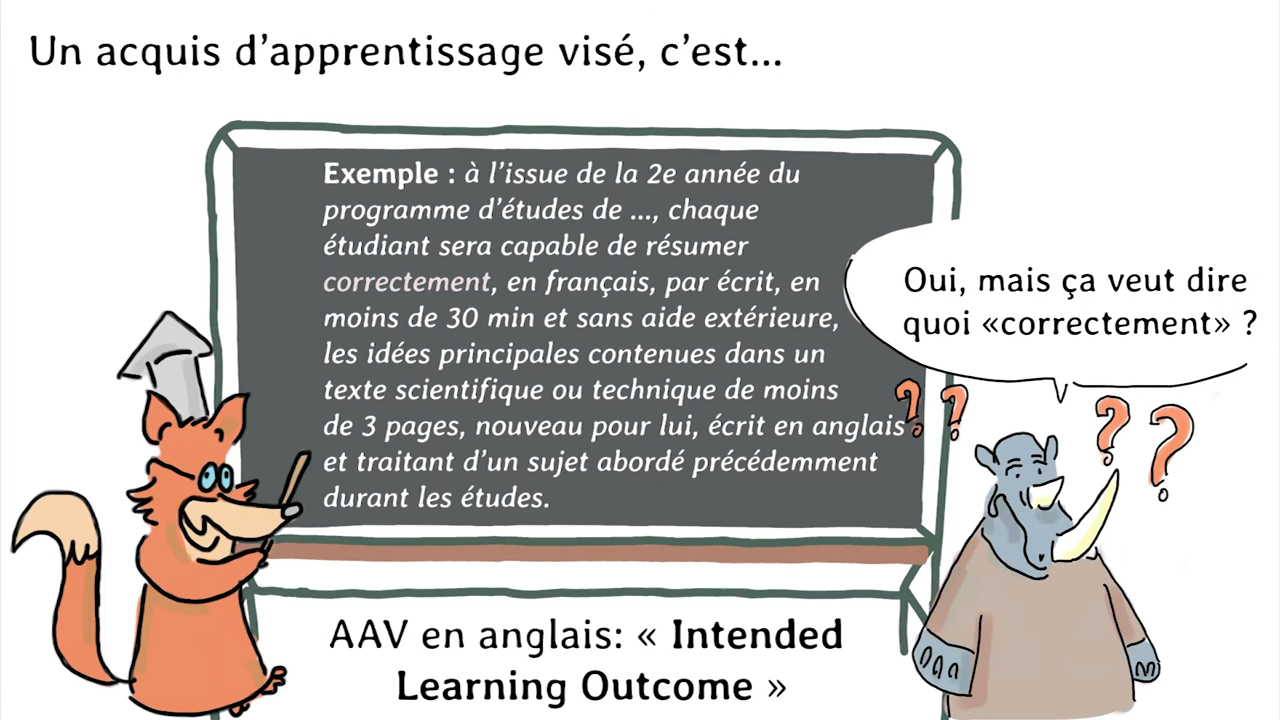 Un acquis d’apprentissage visé, c’est...
Exemple : à l’issue de la 2e année du
programme d’études de ..., chaque
étudiant sera capable de résumer
correctement, en français, par écrit, en
moins de 30 min et sans aide extérieure,
les idées principales contenues dans un
texte scientifique ou technique de moins
de 3 pages, nouveau pour lui, écrit en anglais
et traitant d’un sujet abordé précédemment
durant les études.
Oui, mais ça veut dire
quoi «correctement» ?
? ? ? ?
AAV en anglais: « Intended
Learning Outcome »